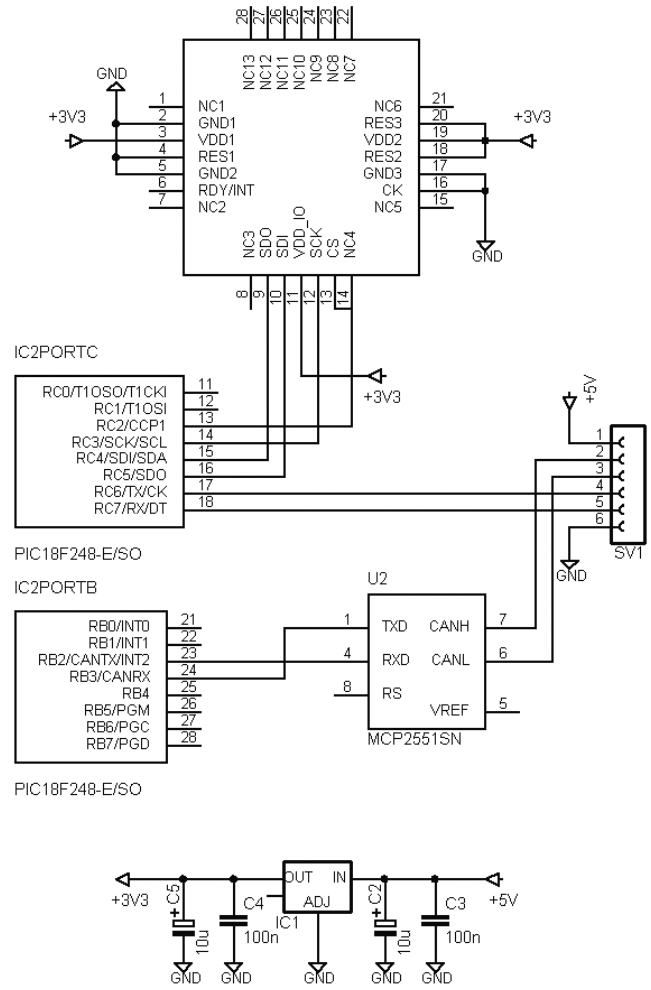 28 27 26 25 24 23 22
NC13 NC12 NC11 NC10 NC9 NC8 NC7
GND
+3V3
+3V3
1 NC1 NC6 21
2 GND1 RES3 20
3 VDD1 VDD2 19
4 RES1 RES2 18
5 GND2 GND3 17
6 RDY/INT CK 16
7 NC2 NC5 15
NC3 SDO SDI VDD_IO SCK CS NC4
8 9 10 11 12 13 14
GND
+3V3
IC2PORTC
RC0/T1OSO/T1CKI 11
RC1/T1OSI 12
RC2/CCP1 13
RC3/SCK/SCL 14
RC4/SDI/SDA 15
RC5/SDO 16
RC6/TX/CK 17
RC7/RX/DT 18
PIC18F248-E/SO
+5V
1
2
3
4
5
6
SV1
GND
IC2PORTB
RB0/INT0 21
RB1/INT1 22
RB2/CANTX/INT2 23
RB3/CANRX 24
RB4 25
RB5/PGM 26
RB6/PGC 27
RB7/PGD 28
PIC18F248-E/SO
U2
1 TXD CANH 7
4 RXD CANL 6
8 RS
VREF 5
MCP2551SN
+3V3
+ C5
10u
C4
100n
OUT IN
ADJ
IC1
+ C2
10u
C3
100n
+5V
GND GND GND GND GND